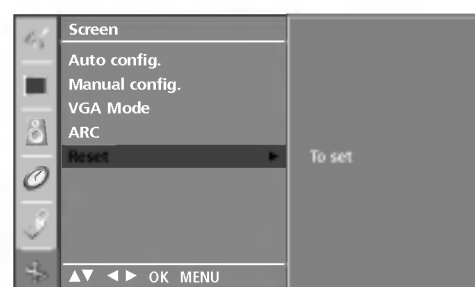 Screen
Auto config.
Manual config.
VGA Mode
ARC
Reset ►
To set
▲▼ ◄ ► OK MENU